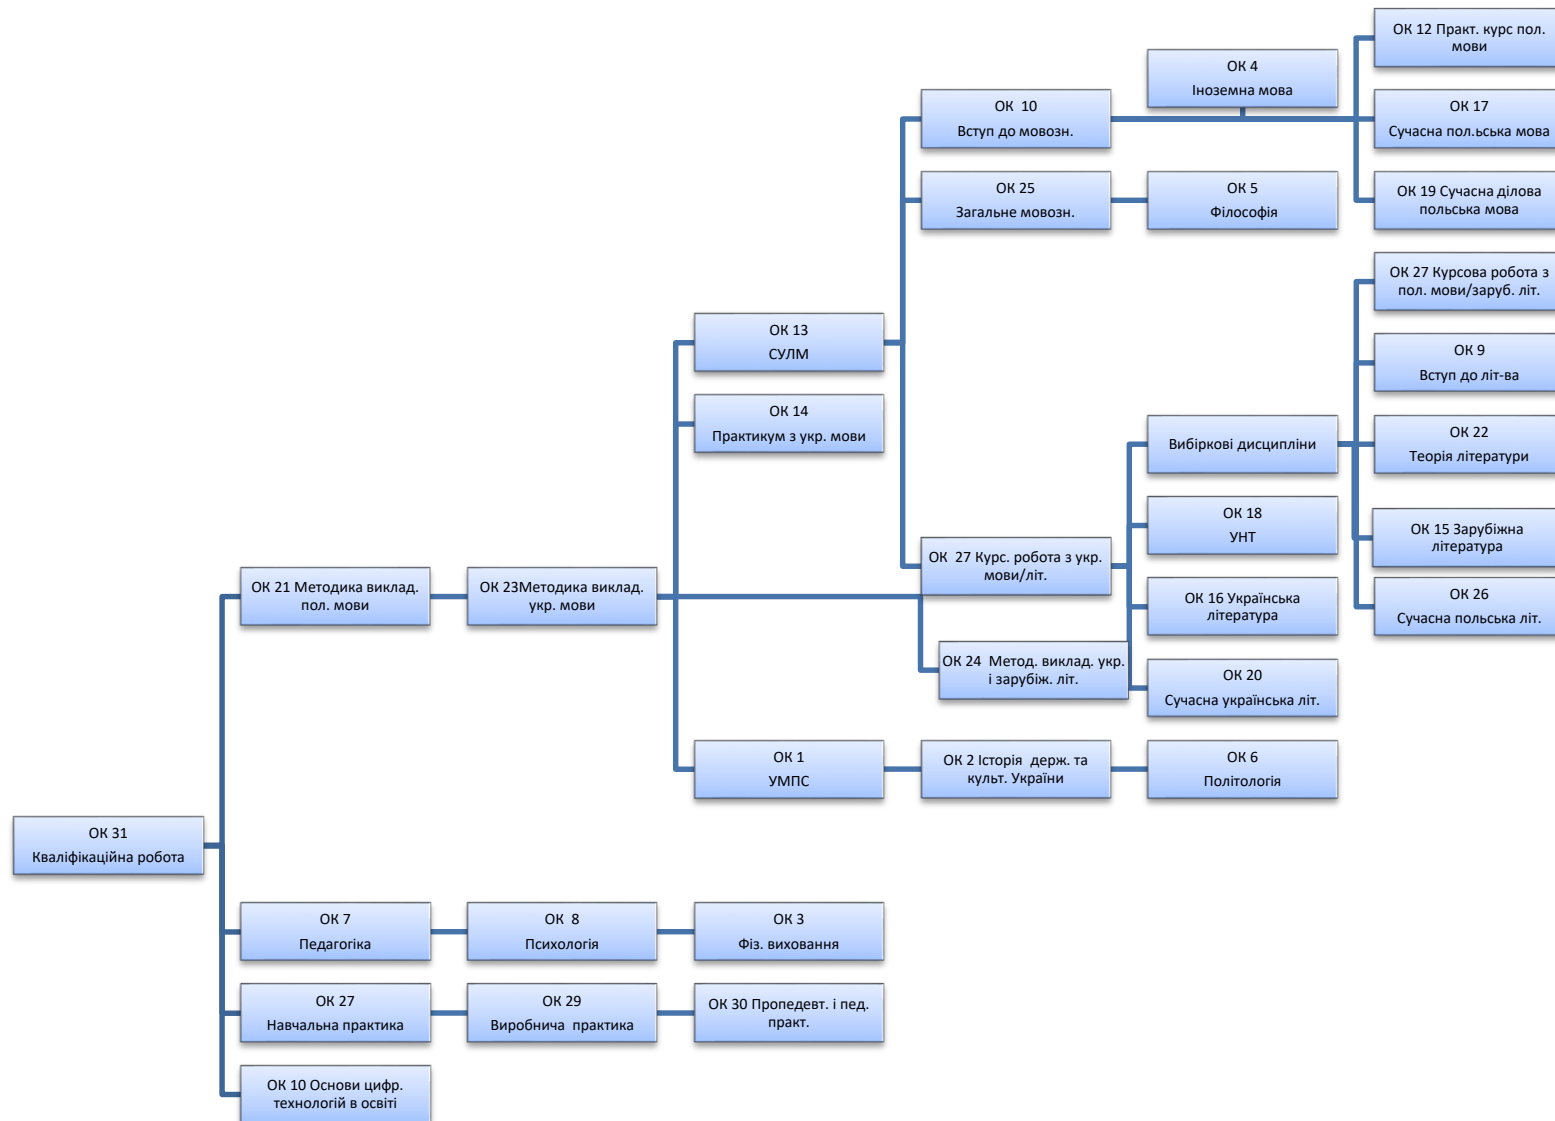 ОК 12 Практ. курс пол.
мови
ОК 4
Іноземна мова
ОК  10
Вступ до мовозн.
ОК 17
Сучасна пол.ьська мова
ОК 25
Загальне мовозн.
ОК 5
Філософія
ОК 19 Сучасна ділова
польська мова
ОК 27 Курсова робота з
пол. мови/заруб. літ.
ОК 13
СУЛМ
ОК 9
Вступ до літ-ва
ОК 14
Практикум з укр. мови
Вибіркові дисципліни
ОК 22
Теорія літератури
ОК 18
УНТ
ОК 15 Зарубіжна
література
ОК  27 Курс. робота з укр.
мови/літ.
ОК 21 Методика виклад.
пол. мови
ОК 23Методика виклад.
укр. мови
ОК 16 Українська
література
ОК 26
Сучасна польська літ.
ОК 24  Метод. виклад. укр.
і зарубіж. літ.
ОК 20
Сучасна українська літ.
ОК 1
УМПС
ОК 2 Історія  держ. та
культ. України
ОК 6
Політологія
ОК 31
Кваліфікаційна робота
ОК 7
Педагогіка
ОК  8
Психологія
ОК 3
Фіз. виховання
ОК 27
Навчальна практика
ОК 29
Виробнича  практика
ОК 30 Пропедевт. і пед.
практ.
ОК 10 Основи цифр.
технологій в освіті